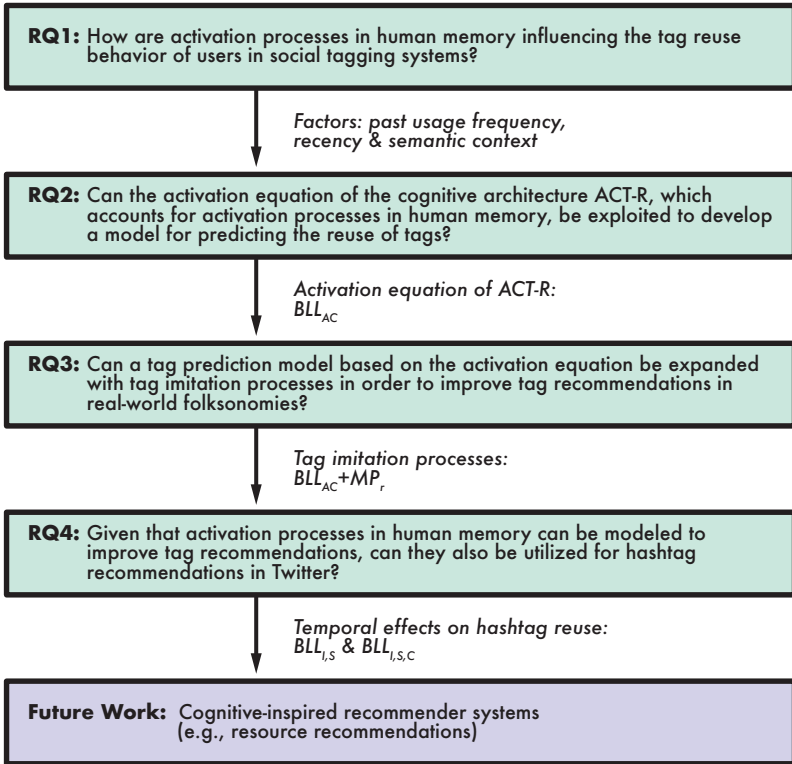 RQ1: How are activation processes in human memory influencing the tag reuse
behavior of users in social tagging systems?
Factors: past usage frequency,
recency & semantic context
RQ2: Can the activation equation of the cognitive architecture ACT-R, which
accounts for activation processes in human memory, be exploited to develop
a model for predicting the reuse of tags?
Activation equation of ACT-R:
BLL_AC
RQ3: Can a tag prediction model based on the activation equation be expanded
with tag imitation processes in order to improve tag recommendations in
real-world folksonomies?
Tag imitation processes:
BLL_AC+MP_r
RQ4: Given that activation processes in human memory can be modeled to
improve tag recommendations, can they also be utilized for hashtag
recommendations in Twitter?
Temporal effects on hashtag reuse:
BLL_I,S & BLL_I,S,C
Future Work: Cognitive-inspired recommender systems
(e.g., resource recommendations)